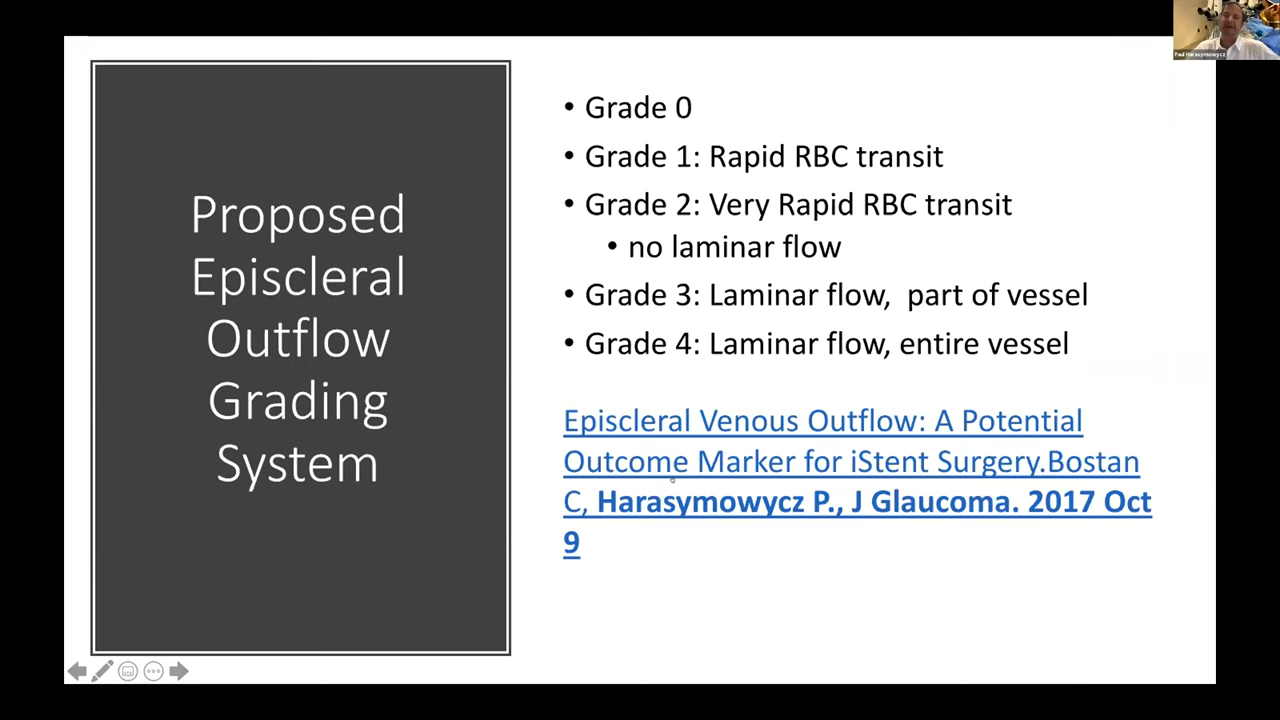 Proposed
Episcleral
Outflow
Grading
System
• Grade 0
• Grade 1: Rapid RBC transit
• Grade 2: Very Rapid RBC transit
• no laminar flow
• Grade 3: Laminar flow, part of vessel
• Grade 4: Laminar flow, entire vessel
Episcleral Venous Outflow: A Potential
Outcome Marker for iStent Surgery.Bostan
C, Harasymowycz P., J Glaucoma. 2017 Oct
9
Paul Harasymowycz